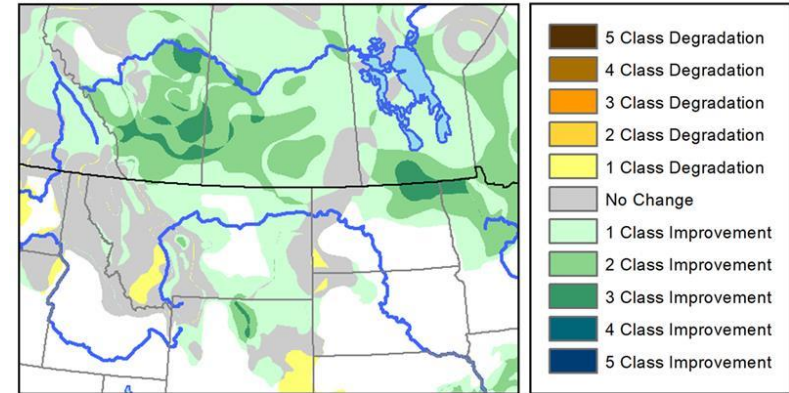 5 Class Degradation
4 Class Degradation
3 Class Degradation
2 Class Degradation
1 Class Degradation
No Change
1 Class Improvement
2 Class Improvement
3 Class Improvement
4 Class Improvement
5 Class Improvement